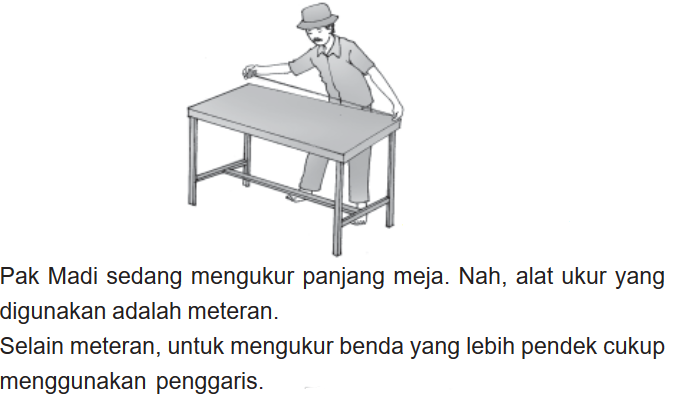 Pak Madi sedang mengukur panjang meja. Nah, alat ukur yang
digunakan adalah meteran.
Selain meteran, untuk mengukur benda yang lebih pendek cukup
menggunakan penggaris.